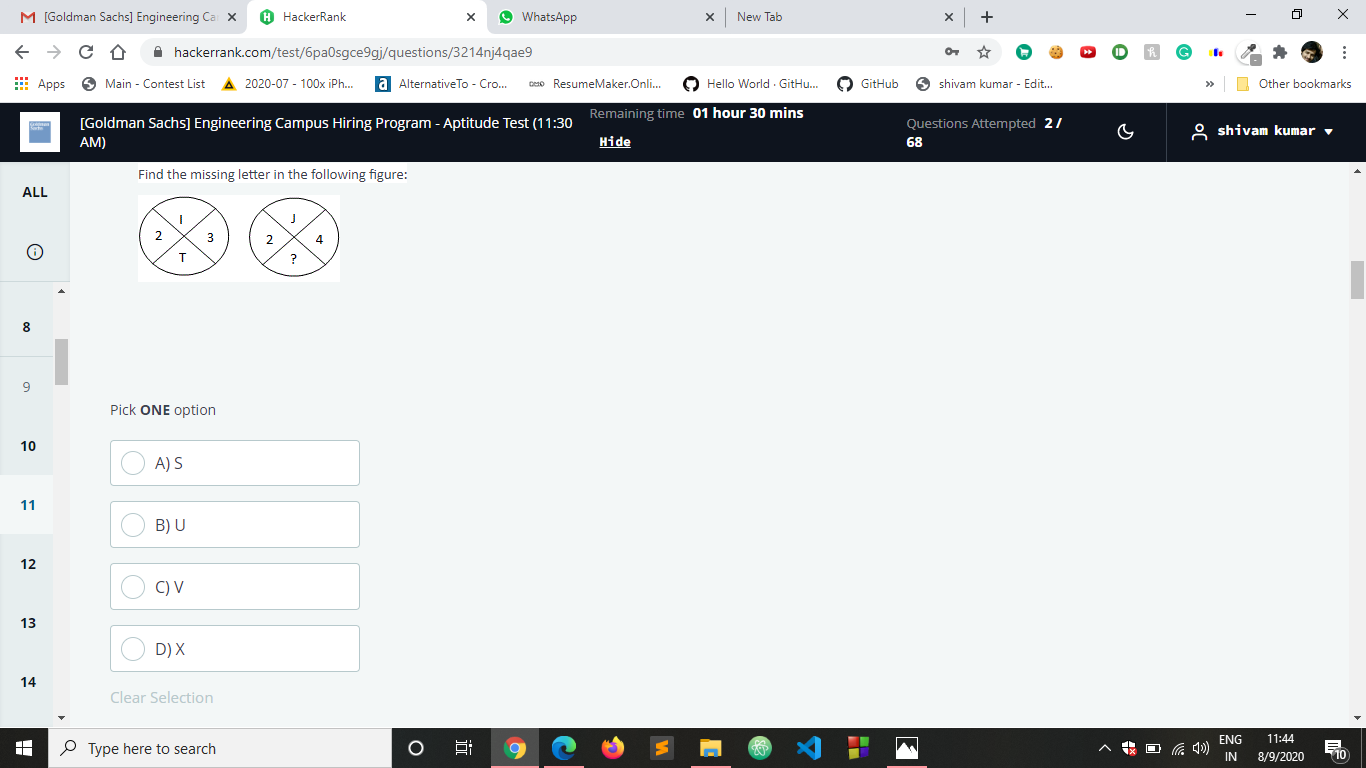 [Goldman Sachs] Engineering Ca
HackerRank
WhatsApp
New Tab
hackerrank.com/test/6pa0sgce9gj/questions/3214nj4qae9
Apps
Main - Contest List
2020-07 - 100x iPh...
AlternativeTo - Cro...
ResumeMaker.Onli...
Hello World · GitHu...
GitHub
shivam kumar - Edit...
»
Other bookmarks
[Goldman Sachs] Engineering Campus Hiring Program - Aptitude Test (11:30
AM)
Remaining time 01 hour 30 mins
Hide
Questions Attempted 2 /
68
shivam kumar
ALL
8
9
10
11
12
13
14
Find the missing letter in the following figure:
I
2 3
T
J
2 4
?
Pick ONE option
A) S
B) U
C) V
D) X
Clear Selection
Type here to search
ENG
IN
11:44
8/9/2020
10